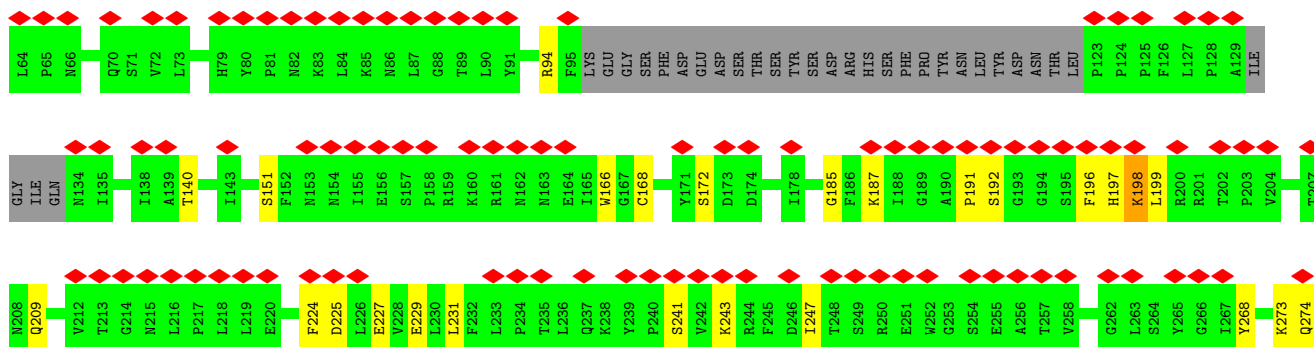 L64 P65 N66 Q70 S71 V72 L73 H79 Y80 P81 N82 K83 L84 K85 N86 L87 G88 T89 L90 Y91 R94 F95 LYS GLU GLY SER PHE ASP GLU ASP SER THR SER TYR SER ASP ARG HIS SER PHE PRO TYR ASN LEU TYR ASP ASN THR LEU P123 P124 P125 F126 L127 P128 A129 ILE
GLY ILE GLN N134 I135 I138 A139 T140 I143 S151 F152 N153 N154 I155 E156 S157 P158 R159 K160 R161 N162 N163 E164 I165 W166 G167 C168 Y171 S172 D173 D174 I178 G185 F186 K187 I188 G189 A190 P191 S192 G193 G194 S195 F196 H197 K198 L199 R200 R201 T202 P203 V204 T207
N208 Q209 V212 T213 G214 N215 L216 P217 L218 L219 E220 F224 D225 L226 E227 V228 E229 L230 L231 F232 L233 P234 T235 L236 Q237 K238 Y239 P240 S241 V242 K243 R244 F245 D246 I247 T248 S249 R250 E251 W252 G253 S254 E255 A256 T257 V258 G262 L263 S264 Y265 G266 I267 Y268 K273 Q274